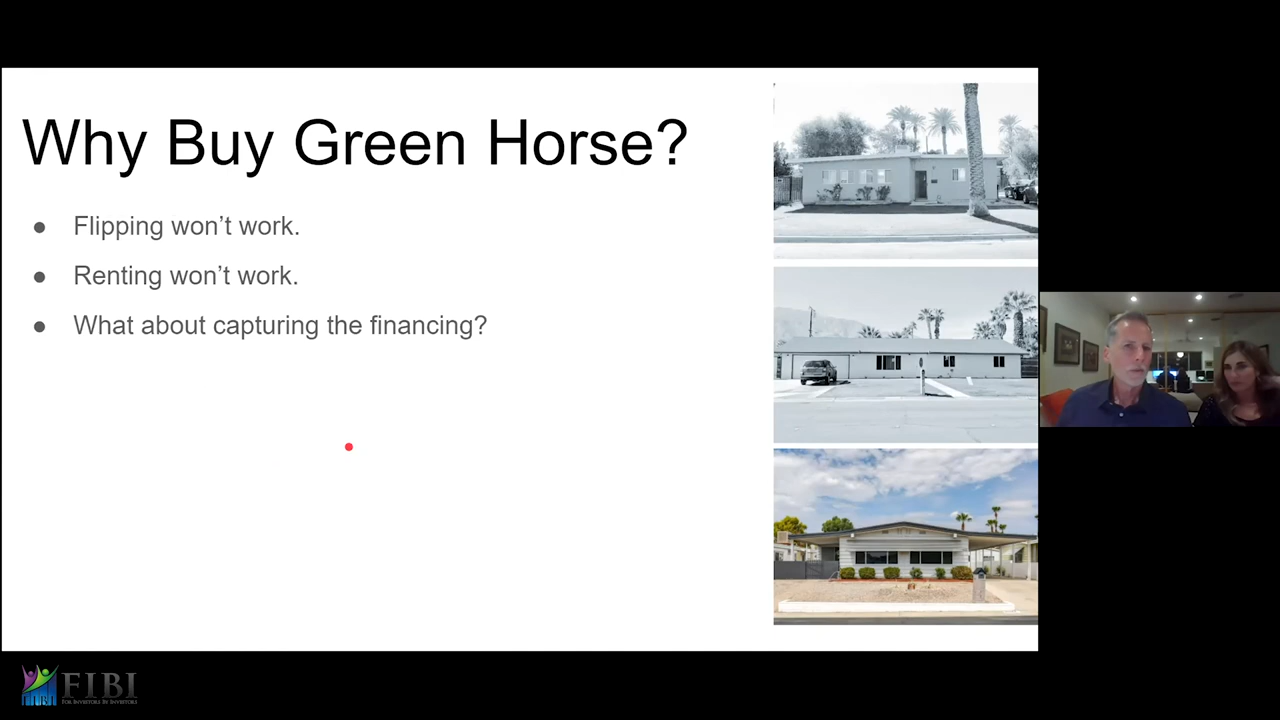 Why Buy Green Horse?
● Flipping won’t work.
● Renting won’t work.
● What about capturing the financing?
FIBI
FOR INVESTORS BY INVESTORS